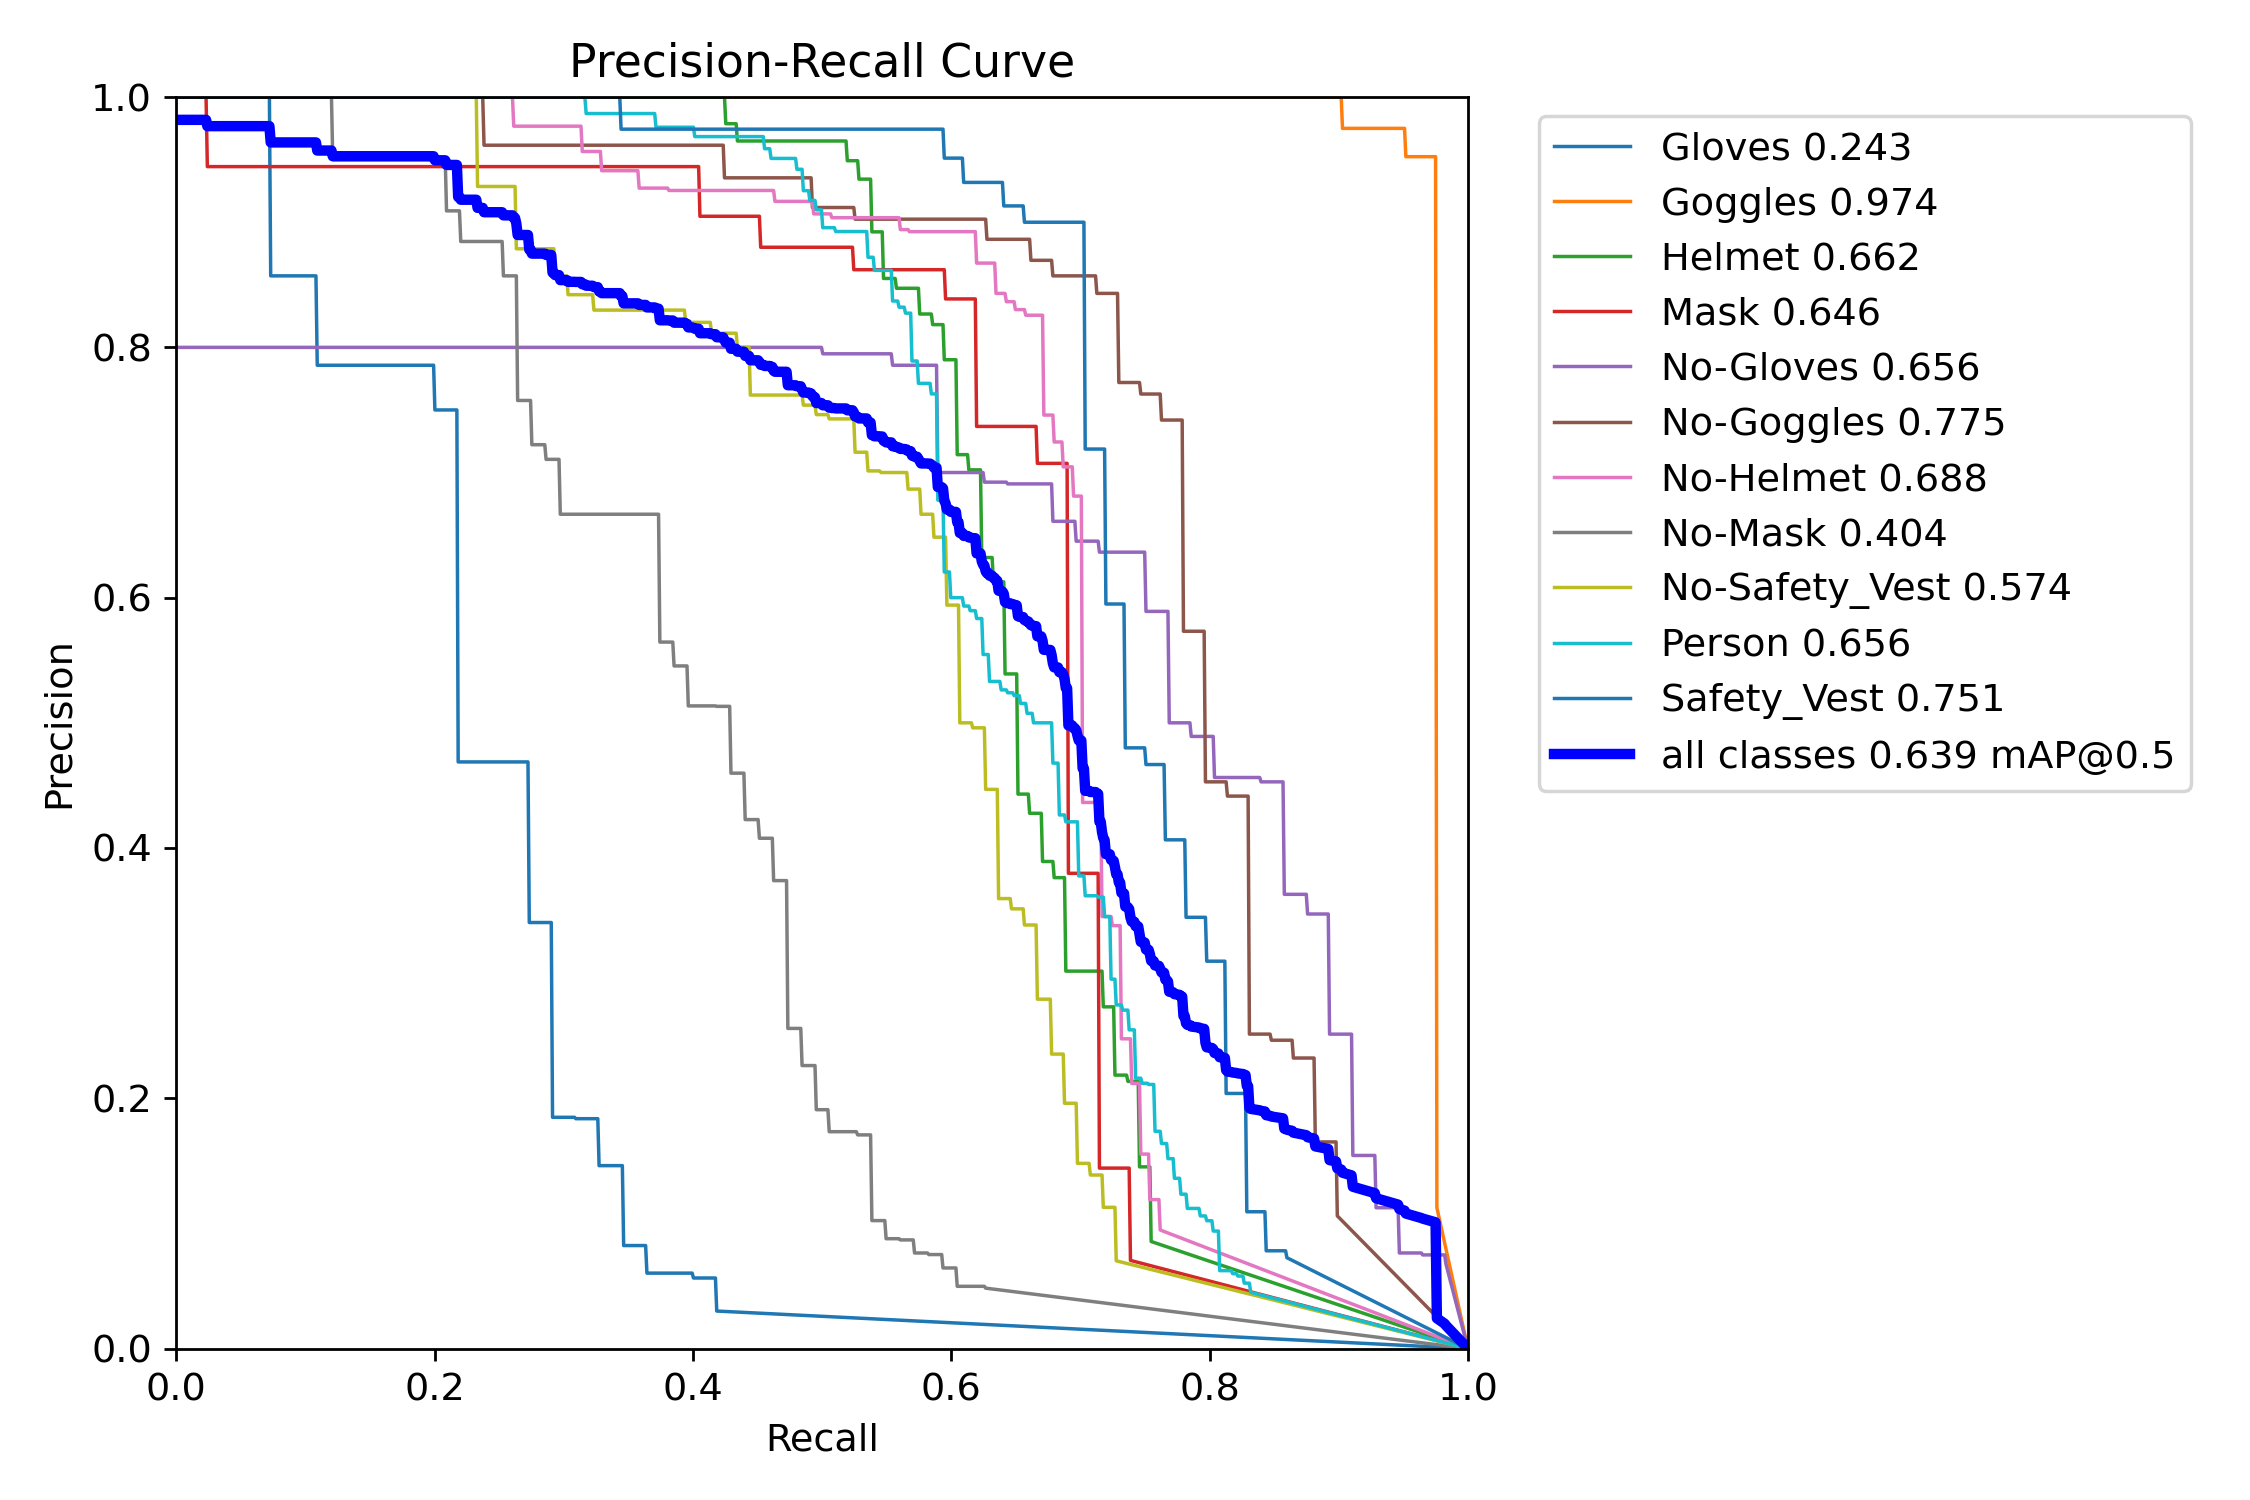 Precision-Recall Curve
1.0
0.8
0.6
0.4
0.2
0.0
Precision
0.0 0.2 0.4 0.6 0.8 1.0
Recall
Gloves 0.243
Goggles 0.974
Helmet 0.662
Mask 0.646
No-Gloves 0.656
No-Goggles 0.775
No-Helmet 0.688
No-Mask 0.404
No-Safety_Vest 0.574
Person 0.656
Safety_Vest 0.751
all classes 0.639 mAP@0.5